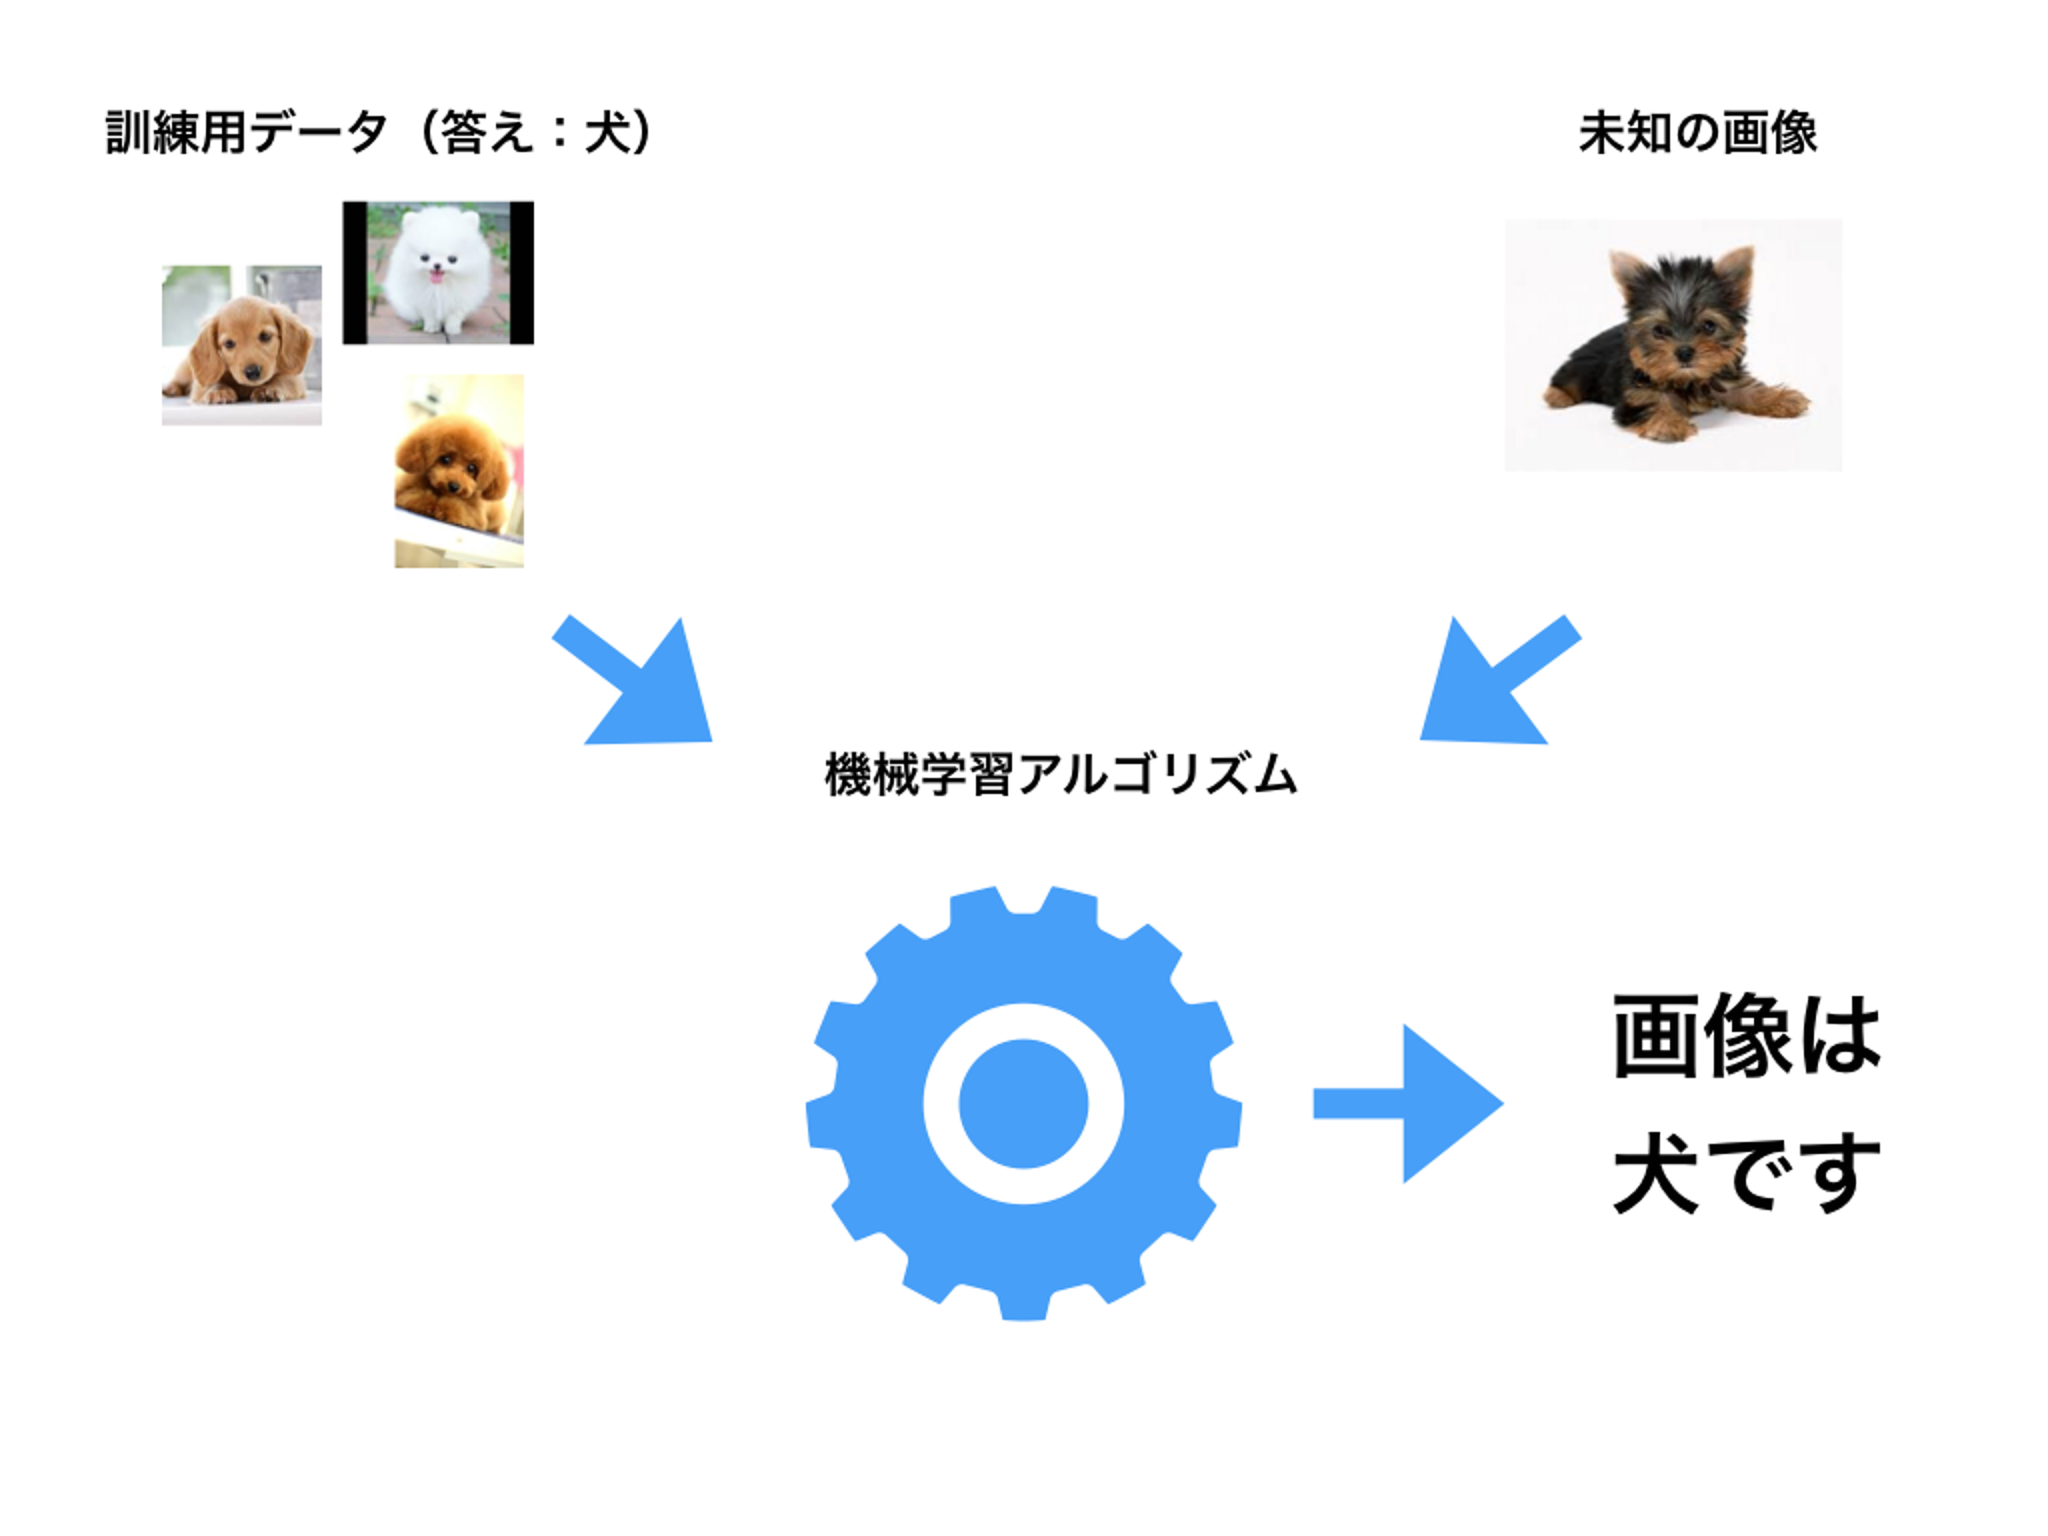 訓練用データ（答え：犬）
未知の画像
機械学習アルゴリズム
画像は
犬です